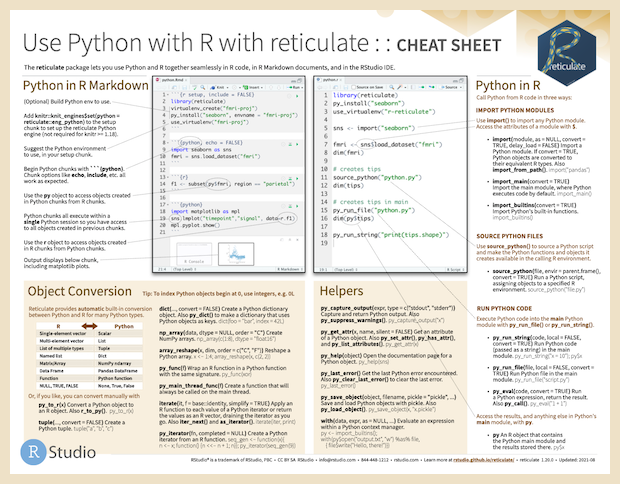 Use Python with R with reticulate : : CHEAT SHEET
reticulate
The reticulate package lets you use Python and R together seamlessly in R code, in R Markdown documents, and in the RStudio IDE.
Python in R Markdown
(Optional) Build Python env to use.
Add knitr::knit_engines$set(python =
reticulate::eng_python) to the setup
chunk to set up the reticulate Python
engine (not required for knitr >= 1.18).
Suggest the Python environment
to use, in your setup chunk.
Begin Python chunks with ```{python}.
Chunk options like echo, include, etc. all
work as expected.
Use the py object to access objects created
in Python chunks from R chunks.
Python chunks all execute within a
single Python session so you have access
to all objects created in previous chunks.
Use the r object to access objects created
in R chunks from Python chunks.
Output displays below chunk,
including matplotlib plots.
```{r setup, include = FALSE}
library(reticulate)
virtualenv_create("fmri-proj")
py_install("seaborn", envname = "fmri-proj")
use_virtualenv("fmri-proj")
```
```{python, echo = FALSE}
import seaborn as sns
fmri = sns.load_dataset("fmri")
```
```{r}
f1 <- subset(py$fmri, region == "parietal")
```
```{python}
import matplotlib as mpl
sns.lmplot("timepoint","signal", data=r.f1)
mpl.pyplot.show()
```
R Console
library(reticulate)
py_install("seaborn")
use_virtualenv("r-reticulate")
sns <- import("seaborn")
fmri <- sns$load_dataset("fmri")
dim(fmri)
# creates tips
source_python("python.py")
dim(tips)
# creates tips in main
py_run_file("python.py")
dim(py$tips)
py_run_string("print(tips.shape)")
Python in R
Call Python from R code in three ways:
IMPORT PYTHON MODULES
Use import() to import any Python module.
Access the attributes of a module with $.
• import(module, as = NULL, convert =
TRUE, delay_load = FALSE) Import a
Python module. If convert = TRUE,
Python objects are converted to
their equivalent R types. Also
import_from_path(). import("pandas")
• import_main(convert = TRUE)
Import the main module, where Python
executes code by default. import_main()
• import_builtins(convert = TRUE)
Import Python's built-in functions.
import_builtins()
SOURCE PYTHON FILES
Use source_python() to source a Python script
and make the Python functions and objects it
creates available in the calling R environment.
• source_python(file, envir = parent.frame(),
convert = TRUE) Run a Python script,
assigning objects to a specified R
environment. source_python("file.py")
RUN PYTHON CODE
Execute Python code into the main Python
module with py_run_file() or py_run_string().
• py_run_string(code, local = FALSE,
convert = TRUE) Run Python code
(passed as a string) in the main
module. py_run_string("x = 10"); py$x
• py_run_file(file, local = FALSE, convert
= TRUE) Run Python file in the main
module. py_run_file("script.py")
• py_eval(code, convert = TRUE) Run
a Python expression, return the result.
Also py_call(). py_eval("1 + 1")
Access the results, and anything else in Python's
main module, with py.
• py An R object that contains
the Python main module and
the results stored there. py$x
Object Conversion
Tip: To index Python objects begin at 0, use integers, e.g. 0L
Reticulate provides automatic built-in conversion
between Python and R for many Python types.
R ↔ Python
Single-element vector Scalar
Multi-element vector List
List of multiple types Tuple
Named list Dict
Matrix/Array NumPy ndarray
Data Frame Pandas DataFrame
Function Python function
NULL, TRUE, FALSE None, True, False
Or, if you like, you can convert manually with
py_to_r(x) Convert a Python object to
an R object. Also r_to_py(). py_to_r(x)
tuple(..., convert = FALSE) Create a
Python tuple. tuple("a", "b", "c")
dict(..., convert = FALSE) Create a Python dictionary
object. Also py_dict() to make a dictionary that uses
Python objects as keys. dict(foo = "bar", index = 42L)
np_array(data, dtype = NULL, order = "C") Create
NumPy arrays. np_array(c(1:8), dtype = "float16")
array_reshape(x, dim, order = c("C", "F")) Reshape a
Python array. x <- 1:4; array_reshape(x, c(2, 2))
py_func(f) Wrap an R function in a Python function
with the same signature. py_func(xor)
py_main_thread_func(f) Create a function that will
always be called on the main thread.
iterate(it, f = base::identity, simplify = TRUE) Apply an
R function to each value of a Python iterator or return
the values as an R vector, draining the iterator as you
go. Also iter_next() and as_iterator(). iterate(iter, print)
py_iterator(fn, completed = NULL) Create a Python
iterator from an R function. seq_gen <- function(x){
n <- x; function() {n <<- n + 1; n}}; py_iterator(seq_gen(9))
Helpers
py_capture_output(expr, type = c("stdout", "stderr"))
Capture and return Python output. Also
py_suppress_warnings(). py_capture_output("x")
py_get_attr(x, name, silent = FALSE) Get an attribute
of a Python object. Also py_set_attr(), py_has_attr(),
and py_list_attributes(). py_get_attr(x)
py_help(object) Open the documentation page for a
Python object. py_help(sns)
py_last_error() Get the last Python error encountered.
Also py_clear_last_error() to clear the last error.
py_last_error()
py_save_object(object, filename, pickle = "pickle", ...)
Save and load Python objects with pickle. Also
py_load_object(). py_save_object(x, "x.pickle")
with(data, expr, as = NULL, ...) Evaluate an expression
within a Python context manager.
py <- import_builtins();
with(py$open("output.txt", "w") %as% file,
{ file$write("Hello, there!")})
R Studio
RStudio® is a trademark of RStudio, PBC • CC BY SA RStudio • info@rstudio.com • 844-448-1212 • rstudio.com • Learn more at rstudio.github.io/reticulate/ • reticulate 1.20.0 • Updated: 2021-08